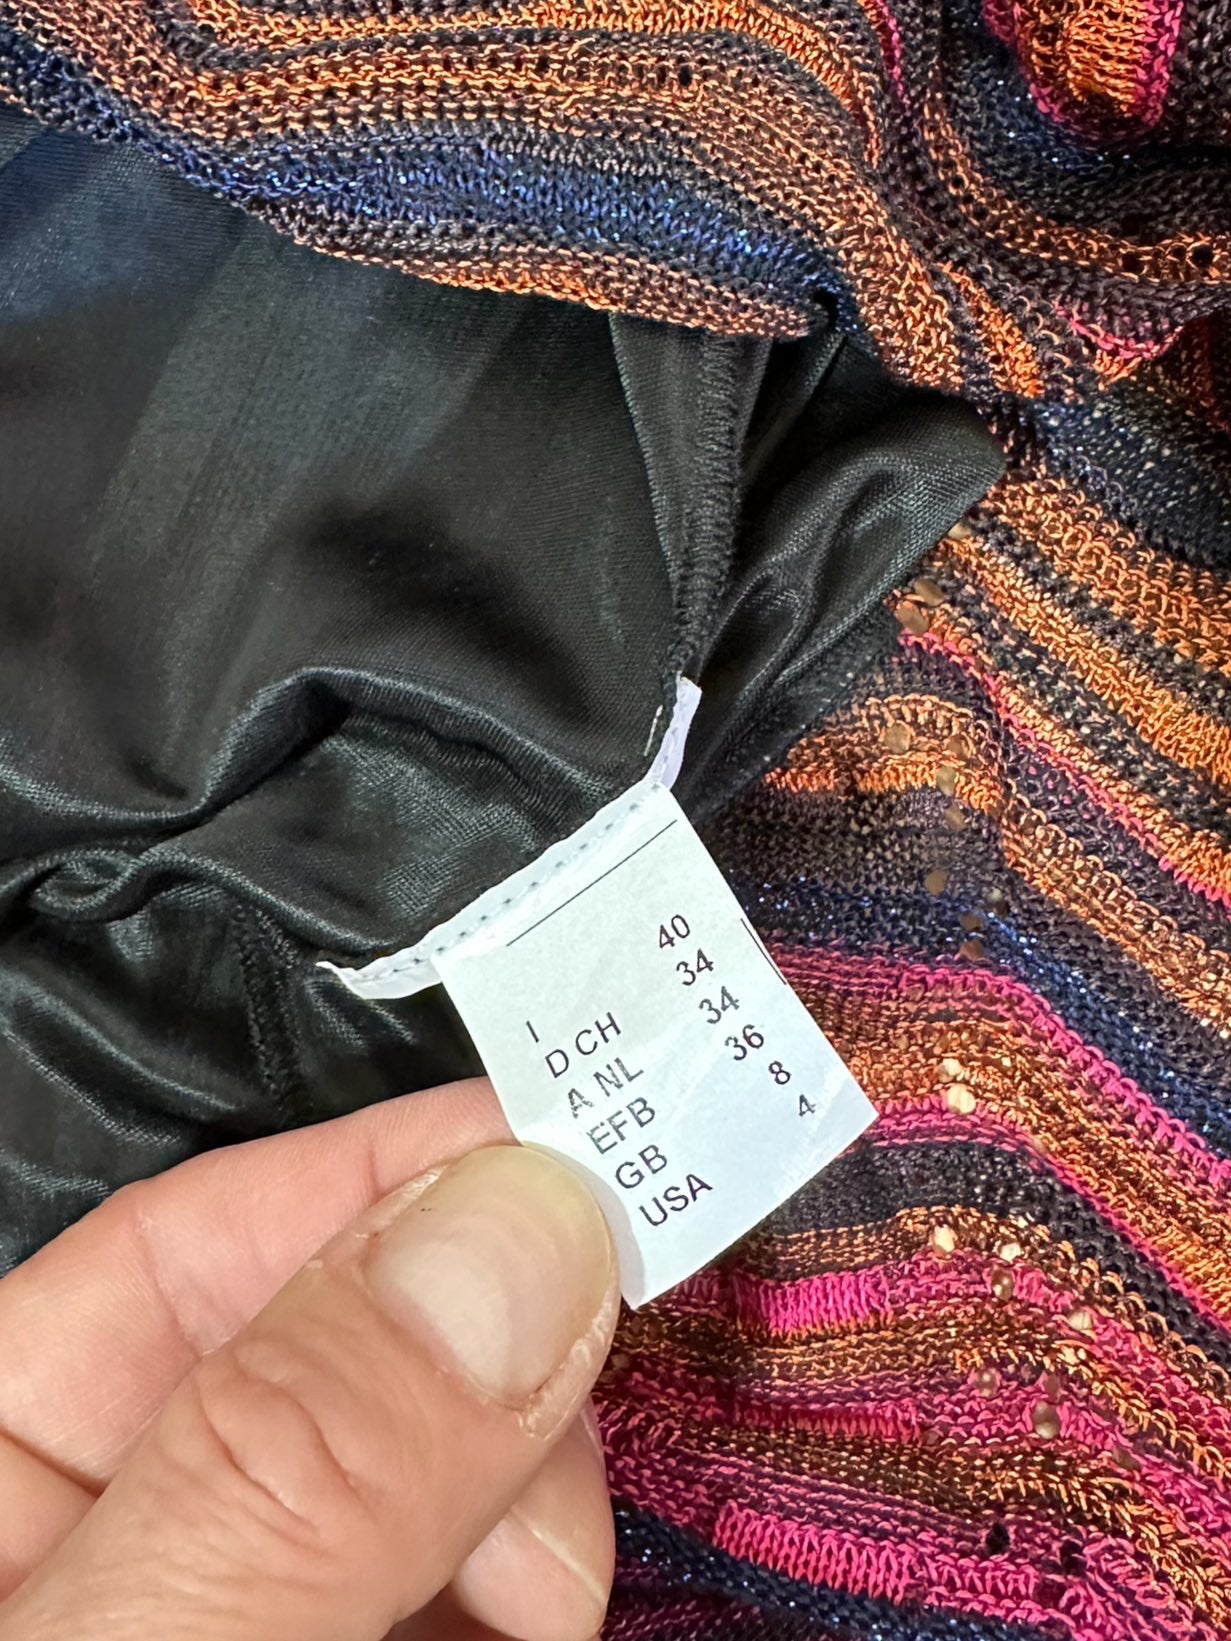 I 40
D CH 34
A NL 34
EFB 36
GB 8
USA 4